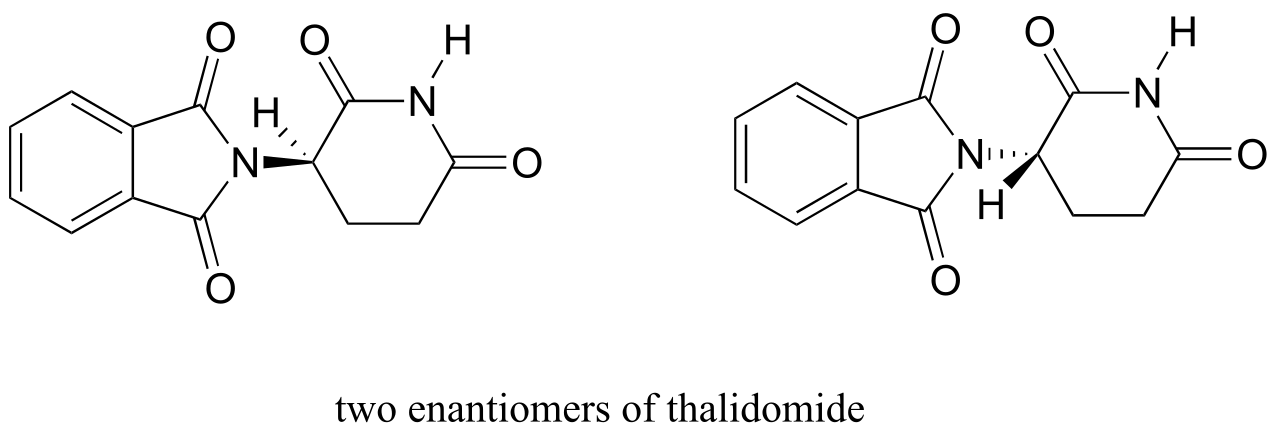 O O H O H
H N
N O
H N O
O O
two enantiomers of thalidomide